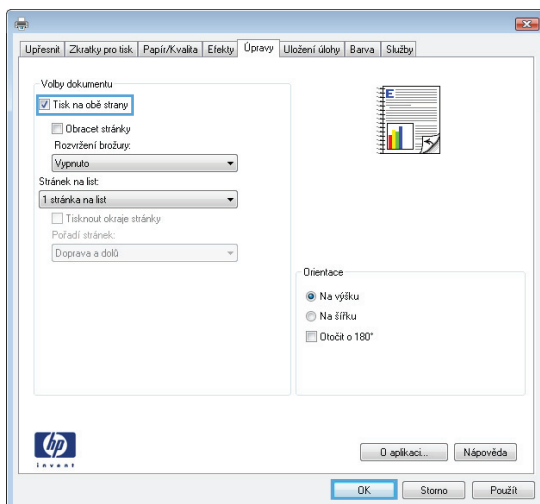 Upřesnit Zkratky pro tisk Papír/Kvalita Efekty Úpravy Uložení úlohy Barva Služby
Volby dokumentu
Tisk na obě strany
Obracet stránky
Rozvržení brožury:
Vypnuto
Stránek na list:
1 stránka na list
Tisknout okraje stránky
Pořadí stránek:
Doprava a dolů
E
Orientace
Na výšku
Na šířku
Otočit o 180°
hp
invent
O aplikaci... Nápověda
OK Storno Použít